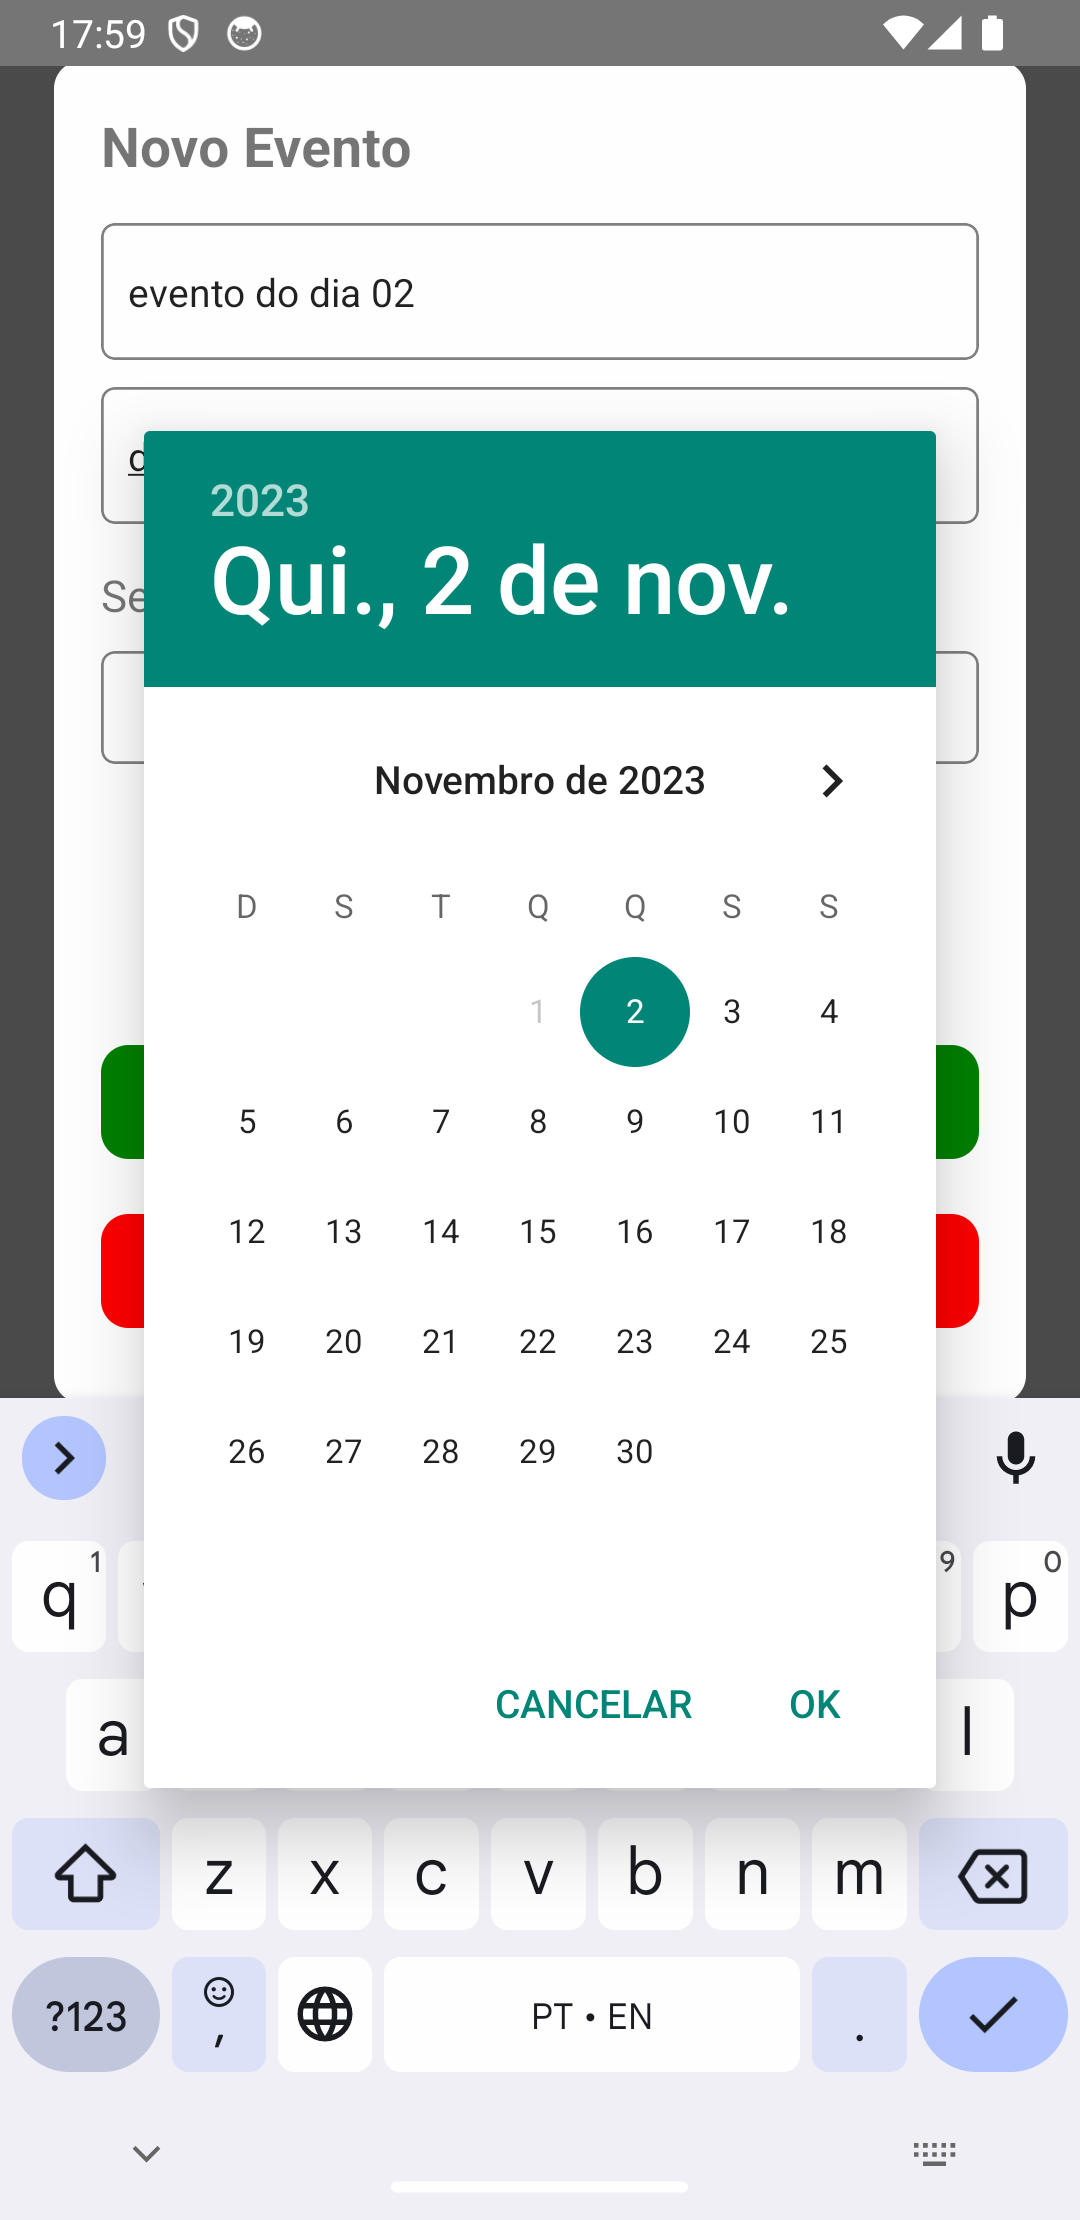 17:59
Novo Evento
evento do dia 02
2023
Qui., 2 de nov.
Novembro de 2023
D S T Q Q S S
1 2 3 4
5 6 7 8 9 10 11
12 13 14 15 16 17 18
19 20 21 22 23 24 25
26 27 28 29 30
CANCELAR OK
q 1 9 p 0
a l
z x c v b n m
?123 , PT • EN .